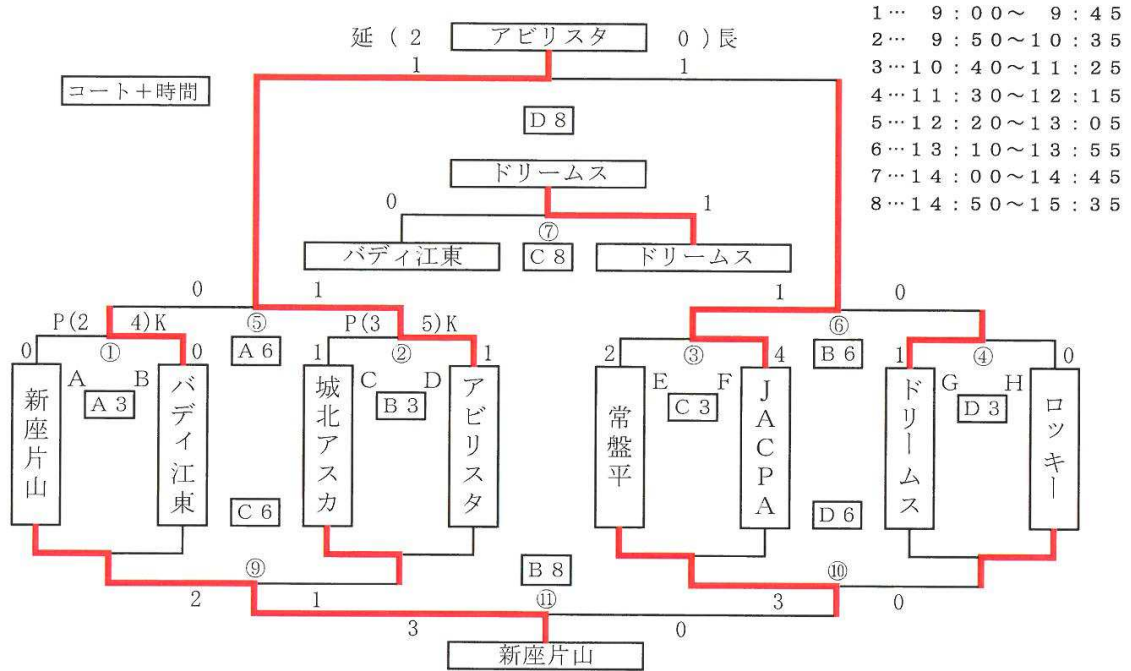 1… 9：00～ 9：45
2… 9：50～10：35
3…10：40～11：25
4…11：30～12：15
5…12：20～13：05
6…13：10～13：55
7…14：00～14：45
8…14：50～15：35
延（2 アビリスタ 0）長
1 1
コート＋時間
D8
ドリームス
0 1
⑦
バディ江東 C8 ドリームス
0 1 1 0
P(2 4)K ⑤ P(3 5)K ⑥
0 ① 0 A6 1 ② 1 2 ③ 4 B6 1 ④ 0
A B C D E F G H
A3 B3 C3 D3
新座片山
バディ江東
城北アスカ
アビリスタ
常盤平
JACPA
ドリームス
ロッキー
C6 D6
⑨ B8 ⑩
2 1 ⑪ 3 0
3 0
新座片山